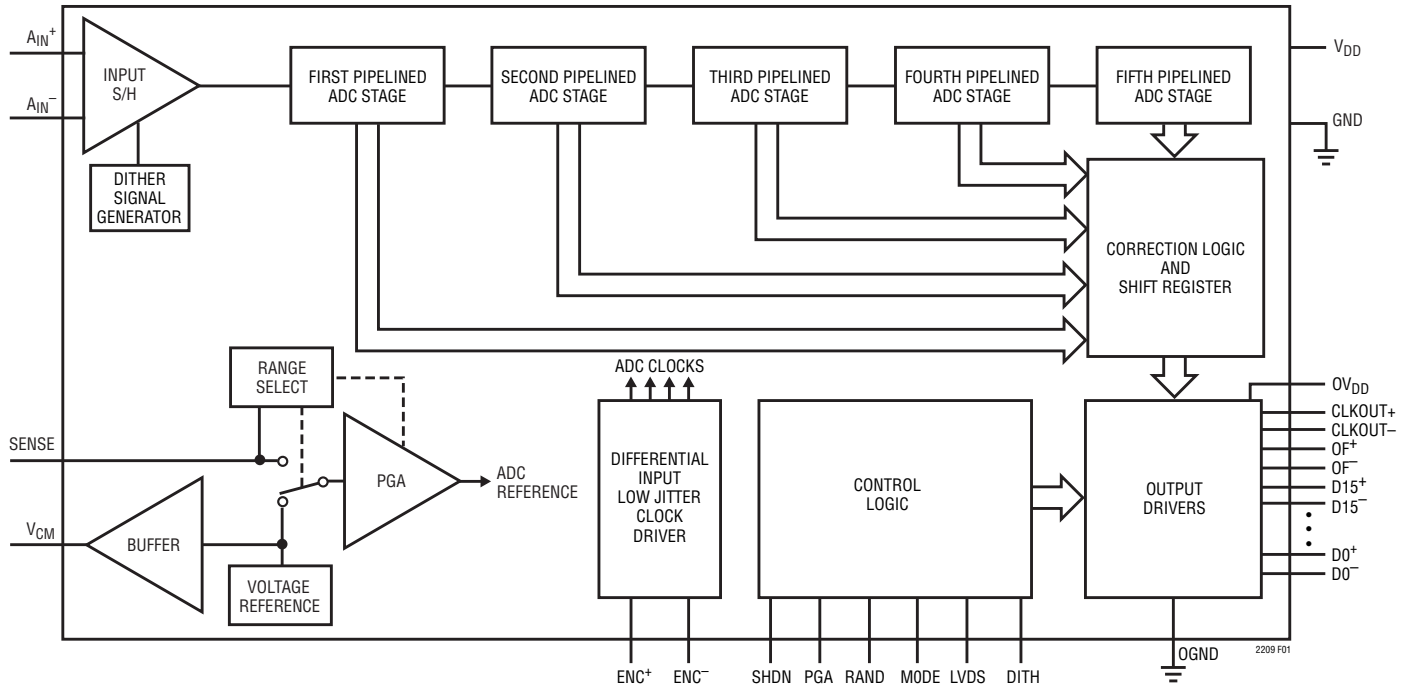 AIN+
AIN−
INPUT
S/H
DITHER
SIGNAL
GENERATOR
FIRST PIPELINED
ADC STAGE
SECOND PIPELINED
ADC STAGE
THIRD PIPELINED
ADC STAGE
FOURTH PIPELINED
ADC STAGE
FIFTH PIPELINED
ADC STAGE
VDD
GND
CORRECTION LOGIC
AND
SHIFT REGISTER
RANGE
SELECT
SENSE
PGA
ADC
REFERENCE
VCM
BUFFER
VOLTAGE
REFERENCE
ADC CLOCKS
DIFFERENTIAL
INPUT
LOW JITTER
CLOCK
DRIVER
CONTROL
LOGIC
OUTPUT
DRIVERS
OVDD
CLKOUT+
CLKOUT–
OF+
OF−
D15+
D15−
D0+
D0−
ENC+
ENC−
SHDN
PGA
RAND
MODE
LVDS
DITH
OGND
2209 F01